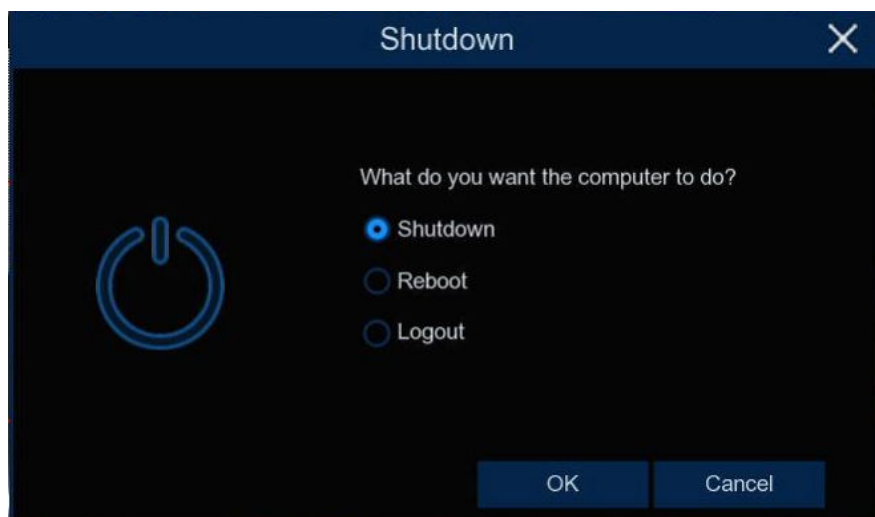 Shutdown
What do you want the computer to do?
Shutdown
Reboot
Logout
OK Cancel